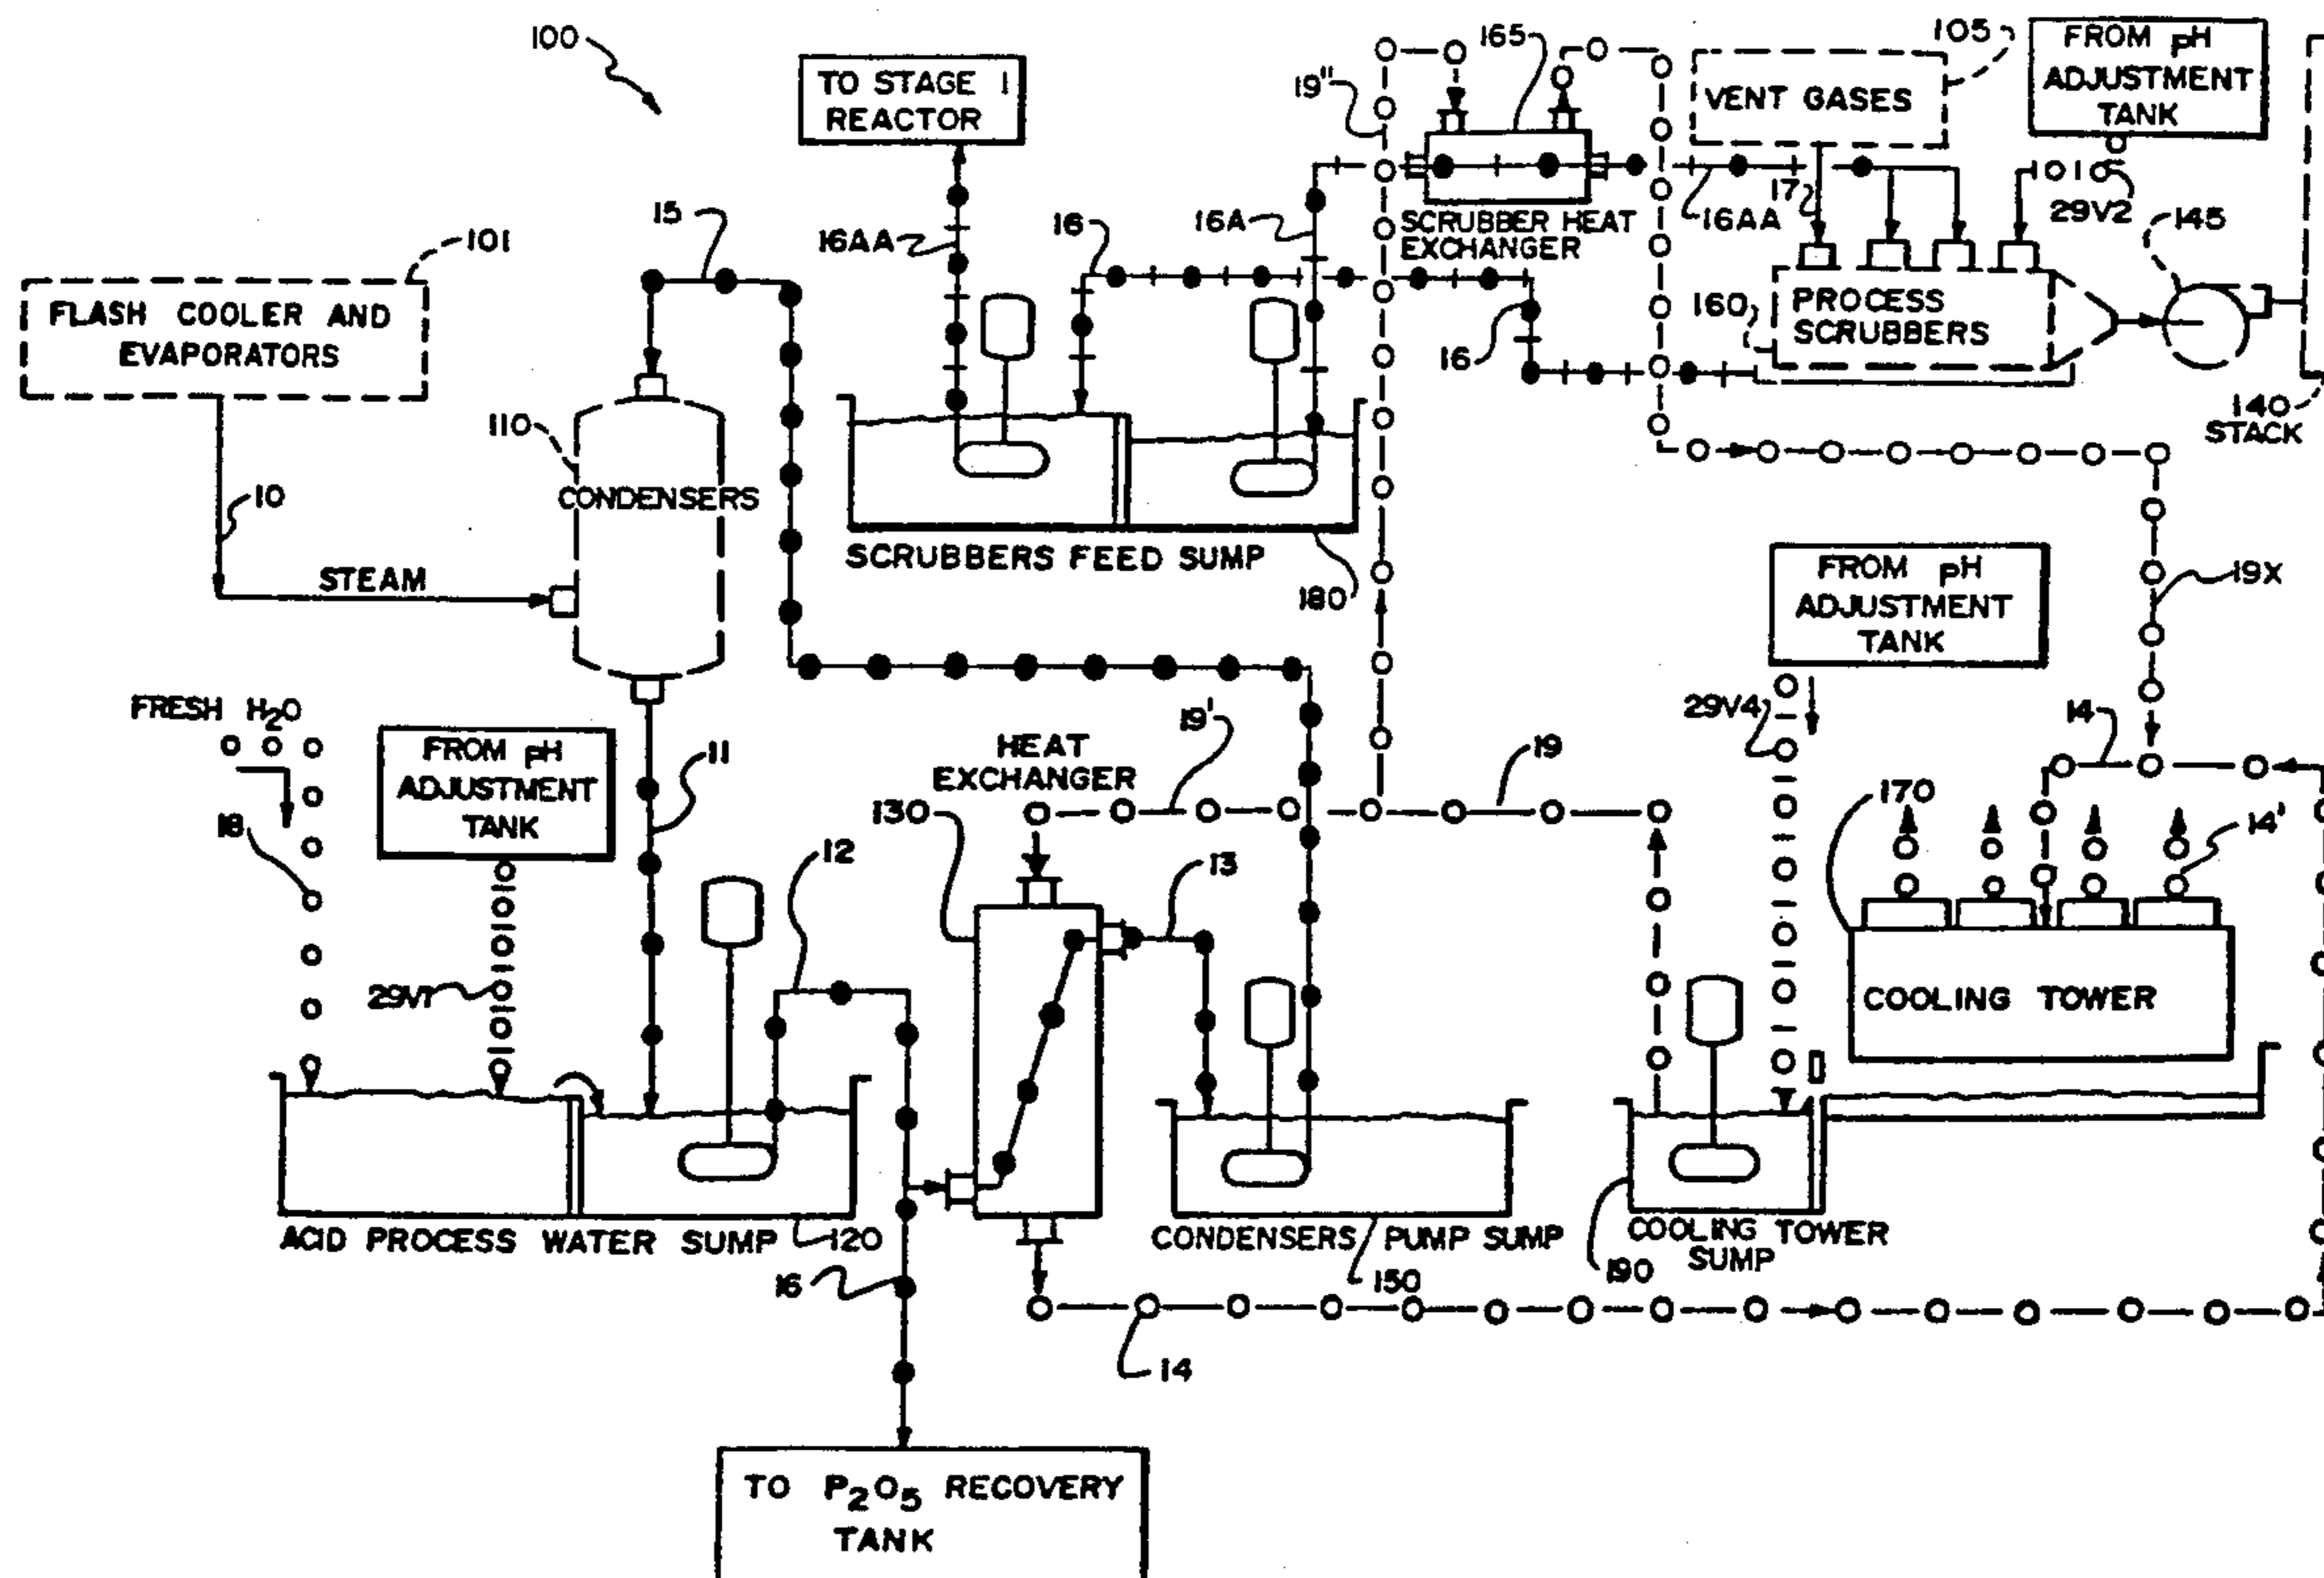 100
TO STAGE 1
REACTOR
19"
165
VENT GASES
105
FROM pH
ADJUSTMENT
TANK
101
FLASH COOLER AND
EVAPORATORS
15
16AA
16
16A
SCRUBBER HEAT
EXCHANGER
16AA
17
29V2
145
160
PROCESS
SCRUBBERS
16
140
STACK
110
CONDENSERS
10
STEAM
SCRUBBERS FEED SUMP
180
FROM pH
ADJUSTMENT
TANK
19X
FRESH H2O
FROM pH
ADJUSTMENT
TANK
11
HEAT
EXCHANGER
19'
19
29V4
14
18
12
130
13
170
14'
29V1
COOLING TOWER
ACID PROCESS WATER SUMP
120
CONDENSERS PUMP SUMP
150
COOLING TOWER
SUMP
190
16
14
TO P2O5 RECOVERY
TANK